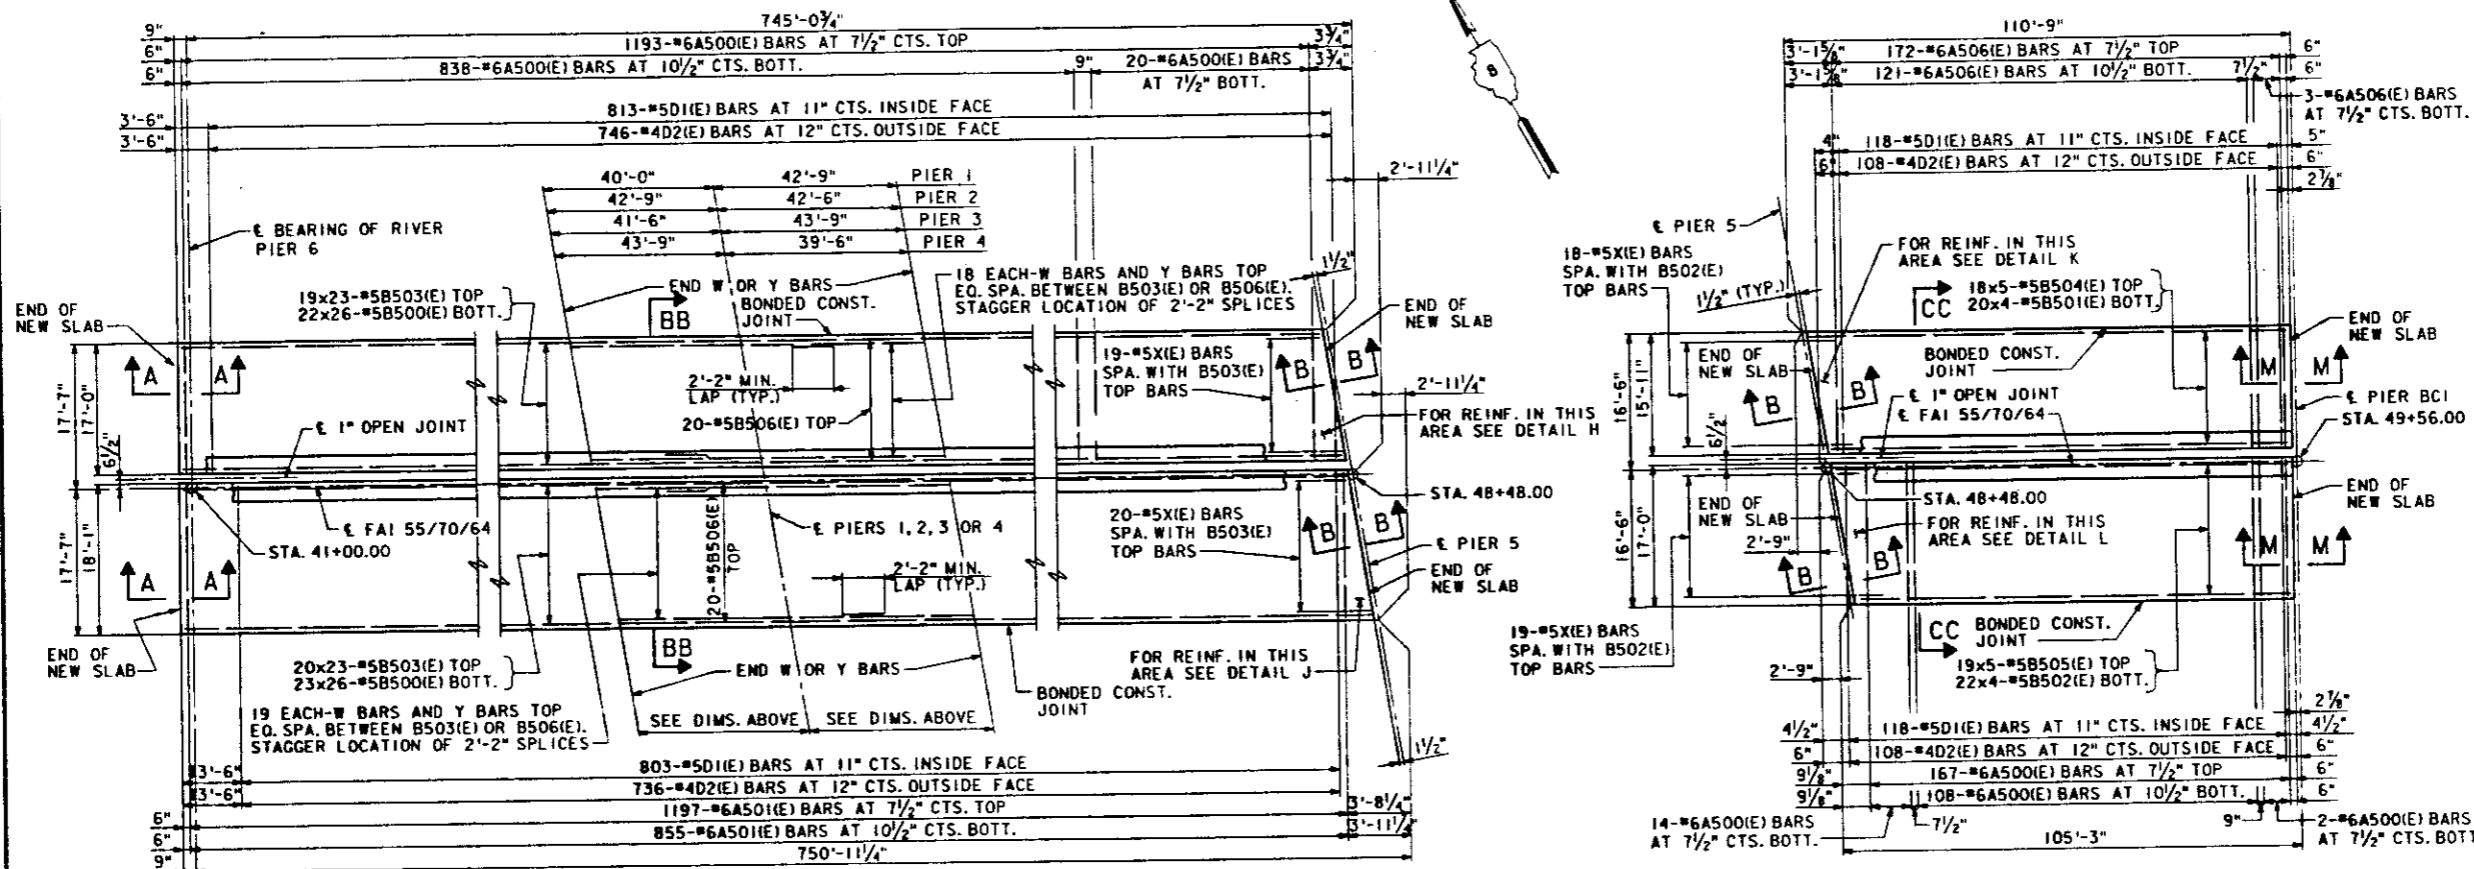 745'-0¾"
9"
1193-#6A500(E) BARS AT 7½" CTS. TOP
3¾"
6"
838-#6A500(E) BARS AT 10½" CTS. BOTT.
9"
20-#6A500(E) BARS
AT 7½" BOTT.
3¾"
6"
813-#5D1(E) BARS AT 11" CTS. INSIDE FACE
3'-6"
746-#4D2(E) BARS AT 12" CTS. OUTSIDE FACE
3'-6"
40'-0" 42'-9" PIER 1
42'-9" 42'-6" PIER 2
41'-6" 43'-9" PIER 3
43'-9" 39'-6" PIER 4
2'-11¼"
℄ BEARING OF RIVER
PIER 6
1½"
END W OR Y BARS
18 EACH-W BARS AND Y BARS TOP
EQ. SPA. BETWEEN B503(E) OR B506(E).
STAGGER LOCATION OF 2'-2" SPLICES
19x23-#5B503(E) TOP
22x26-#5B500(E) BOTT.
BONDED CONST.
JOINT
BB
END OF
NEW SLAB
END OF
NEW SLAB
A A
17'-7"
17'-0"
6½"
2'-2" MIN.
LAP (TYP.)
19-#5X(E) BARS
SPA. WITH B503(E)
TOP BARS
B B
2'-11¼"
20-#5B506(E) TOP
FOR REINF. IN THIS
AREA SEE DETAIL H
℄ 1" OPEN JOINT
STA. 48+48.00
℄ FAI 55/70/64
STA. 41+00.00
17'-7"
18'-1"
A A
20-#5B506(E)
TOP
℄ PIERS 1, 2, 3 OR 4
2'-2" MIN.
LAP (TYP.)
20-#5X(E) BARS
SPA. WITH B503(E)
TOP BARS
B B
℄ PIER 5
END OF
NEW SLAB
END OF
NEW SLAB
20x23-#5B503(E) TOP
23x26-#5B500(E) BOTT.
BB
END W OR Y BARS
FOR REINF. IN THIS
AREA SEE DETAIL J
BONDED CONST.
JOINT
19 EACH-W BARS AND Y BARS TOP
EQ. SPA. BETWEEN B503(E) OR B506(E).
STAGGER LOCATION OF 2'-2" SPLICES
SEE DIMS. ABOVE SEE DIMS. ABOVE
1½"
3'-6"
803-#5D1(E) BARS AT 11" CTS. INSIDE FACE
3'-6"
736-#4D2(E) BARS AT 12" CTS. OUTSIDE FACE
6"
1197-#6A501(E) BARS AT 7½" CTS. TOP
3'-8¼"
6"
855-#6A501(E) BARS AT 10½" CTS. BOTT.
3'-11¼"
9"
750'-11¼"
110'-9"
3'-1⅝" 172-#6A506(E) BARS AT 7½" TOP 6"
3'-1⅝" 121-#6A506(E) BARS AT 10½" BOTT. 7½" 6"
3-#6A506(E) BARS
AT 7½" CTS. BOTT.
4" 118-#5D1(E) BARS AT 11" CTS. INSIDE FACE 5"
6" 108-#4D2(E) BARS AT 12" CTS. OUTSIDE FACE 6"
2⅞"
℄ PIER 5
18-#5X(E) BARS
SPA. WITH B502(E)
TOP BARS
FOR REINF. IN THIS
AREA SEE DETAIL K
1½" (TYP.)
CC
18x5-#5B504(E) TOP
20x4-#5B501(E) BOTT.
END OF
NEW SLAB
END OF
NEW SLAB
BONDED CONST.
JOINT
M M
B B
16'-6"
15'-11"
6½"
℄ 1" OPEN JOINT
℄ FAI 55/70/64
℄ PIER BC1
STA. 49+56.00
STA. 48+48.00
END OF
NEW SLAB
END OF
NEW SLAB
FOR REINF. IN THIS
AREA SEE DETAIL L
2'-9"
16'-6"
17'-0"
B B
M M
19-#5X(E) BARS
SPA. WITH B502(E)
TOP BARS
CC
BONDED CONST.
JOINT
2'-9"
19x5-#5B505(E) TOP
22x4-#5B502(E) BOTT.
2⅞"
4½" 118-#5D1(E) BARS AT 11" CTS. INSIDE FACE 4½"
6" 108-#4D2(E) BARS AT 12" CTS. OUTSIDE FACE 6"
9⅛" 167-#6A500(E) BARS AT 7½" TOP 6"
9⅛" 108-#6A500(E) BARS AT 10½" BOTT. 6"
14-#6A500(E) BARS
AT 7½" CTS. BOTT.
7½"
9"
2-#6A500(E) BARS
AT 7½" CTS. BOTT
105'-3"